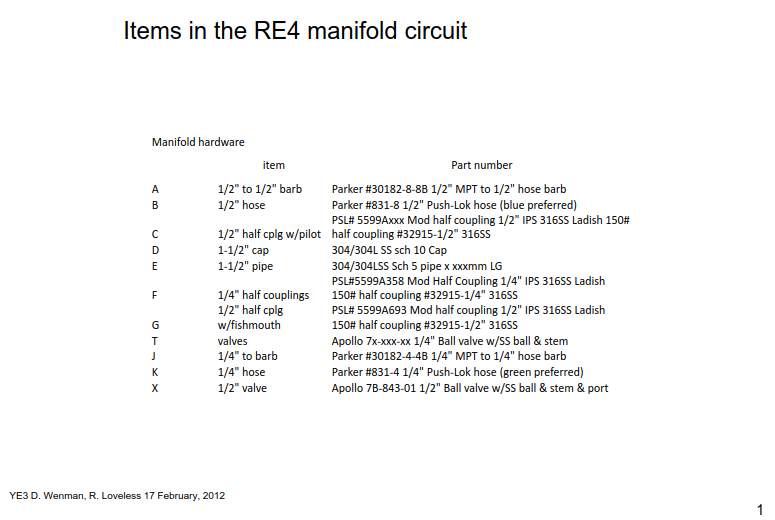 Items in the RE4 manifold circuit
Manifold hardware
item Part number
A 1/2" to 1/2" barb Parker #30182-8-8B 1/2" MPT to 1/2" hose barb
B 1/2" hose Parker #831-8 1/2" Push-Lok hose (blue preferred)
PSL# 5599Axxx Mod half coupling 1/2" IPS 316SS Ladish 150#
C 1/2" half cplg w/pilot half coupling #32915-1/2" 316SS
D 1-1/2" cap 304/304L SS sch 10 Cap
E 1-1/2" pipe 304/304LSS Sch 5 pipe x xxxmm LG
PSL#5599A358 Mod Half Coupling 1/4" IPS 316SS Ladish
F 1/4" half couplings 150# half coupling #32915-1/4" 316SS
1/2" half cplg PSL# 5599A693 Mod half coupling 1/2" IPS 316SS Ladish
G w/fishmouth 150# half coupling #32915-1/2" 316SS
T valves Apollo 7x-xxx-xx 1/4" Ball valve w/SS ball & stem
J 1/4" to barb Parker #30182-4-4B 1/4" MPT to 1/4" hose barb
K 1/4" hose Parker #831-4 1/4" Push-Lok hose (green preferred)
X 1/2" valve Apollo 7B-843-01 1/2" Ball valve w/SS ball & stem & port
YE3 D. Wenman, R. Loveless 17 February, 2012
1